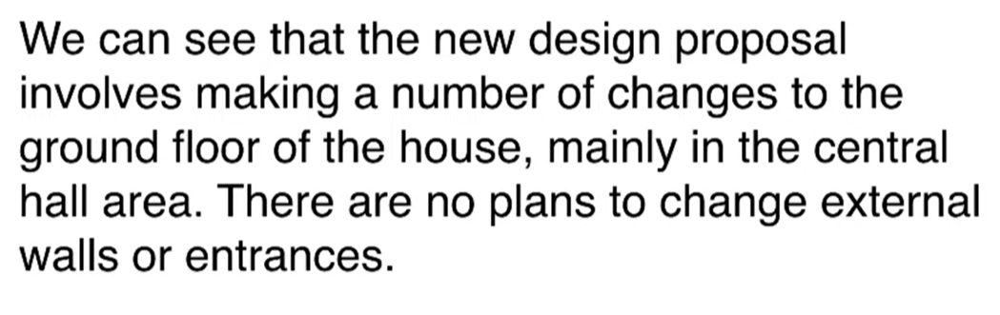 We can see that the new design proposal
involves making a number of changes to the
ground floor of the house, mainly in the central
hall area. There are no plans to change external
walls or entrances.